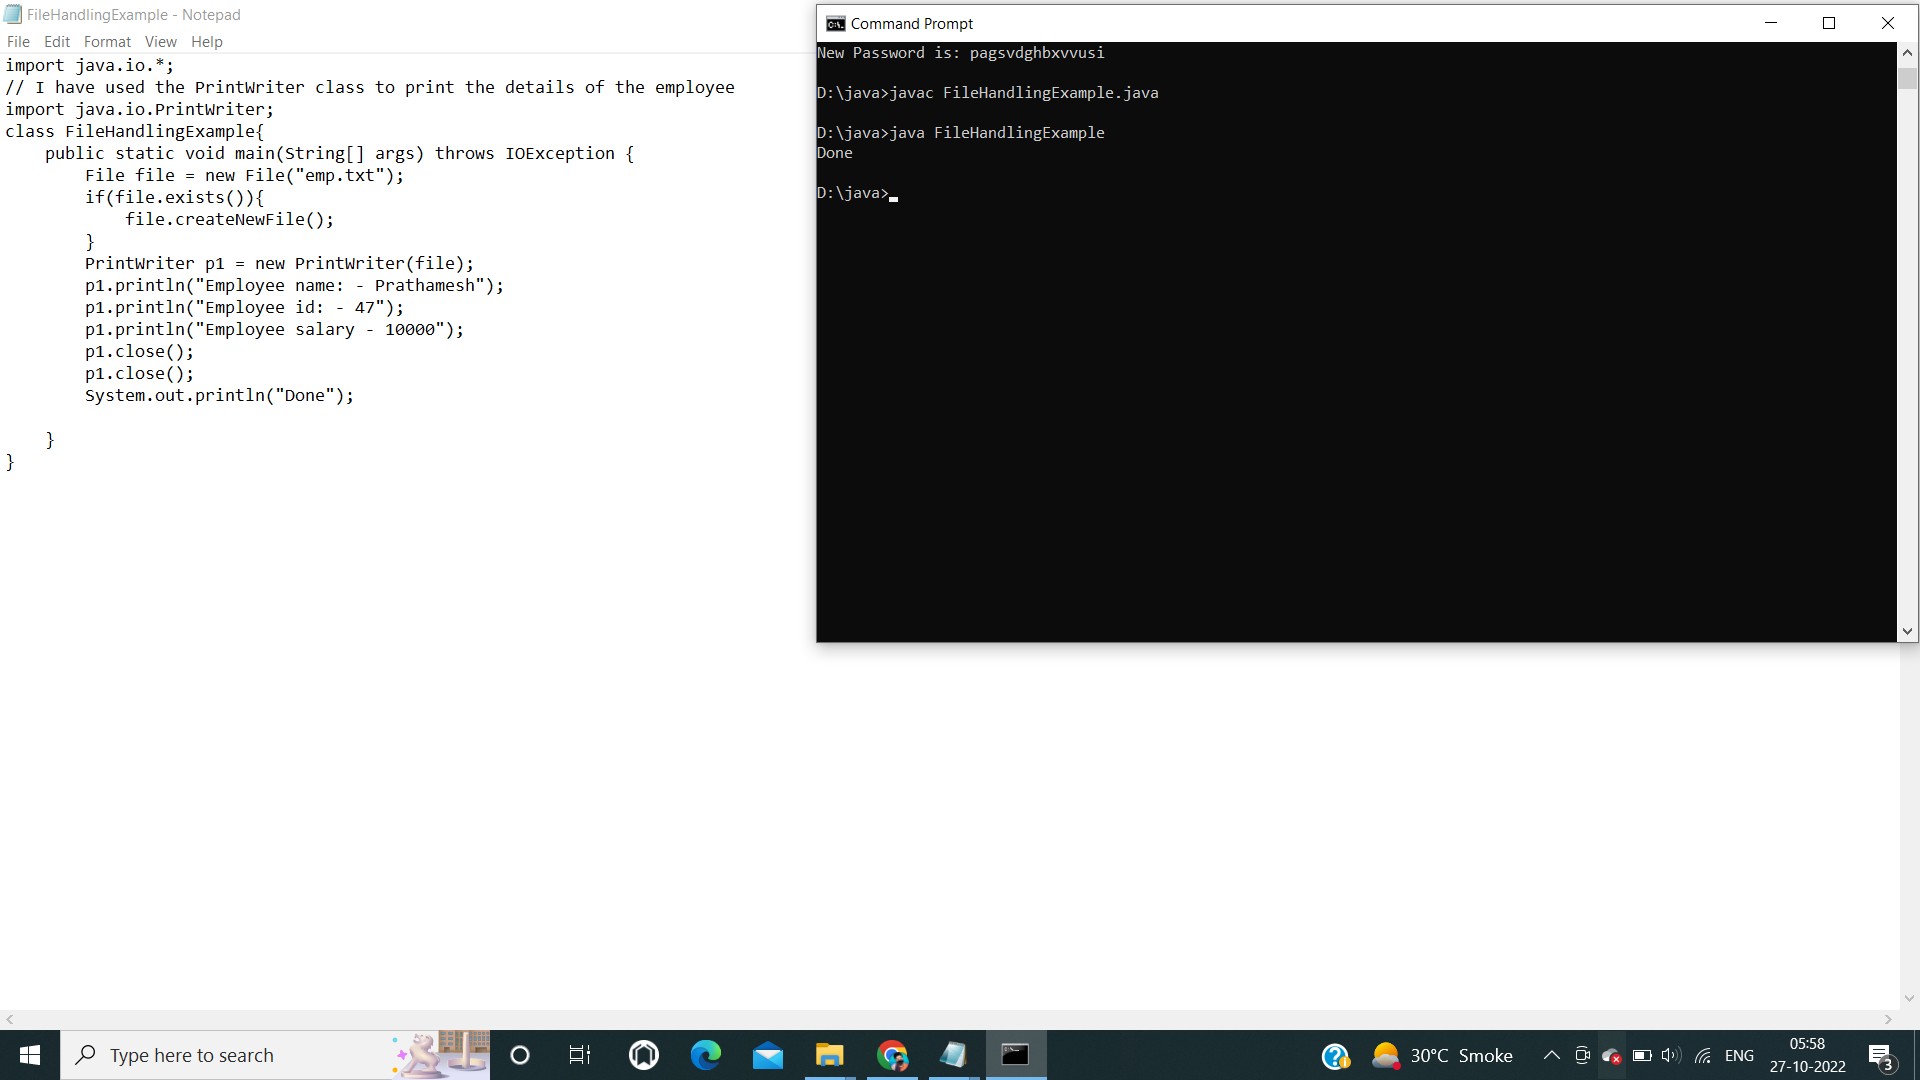 FileHandlingExample - Notepad
File Edit Format View Help
import java.io.*;
// I have used the PrintWriter class to print the details of the employee
import java.io.PrintWriter;
class FileHandlingExample{
    public static void main(String[] args) throws IOException {
        File file = new File("emp.txt");
        if(file.exists()){
            file.createNewFile();
        }
        PrintWriter p1 = new PrintWriter(file);
        p1.println("Employee name: - Prathamesh");
        p1.println("Employee id: - 47");
        p1.println("Employee salary - 10000");
        p1.close();
        p1.close();
        System.out.println("Done");
    }
}
Command Prompt
New Password is: pagsvdghbxvvusi
D:\java>javac FileHandlingExample.java
D:\java>java FileHandlingExample
Done
D:\java>
Type here to search
30°C Smoke
ENG
05:58
27-10-2022
3